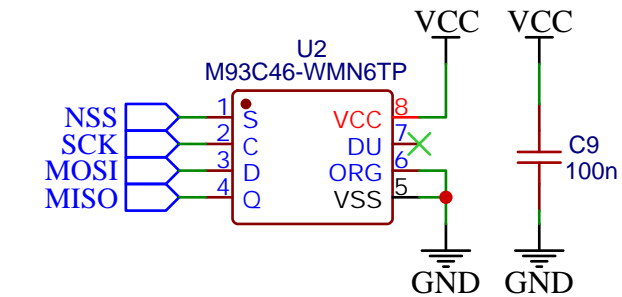 VCC VCC
U2
M93C46-WMN6TP
NSS 1 S VCC 8
SCK 2 C DU 7
MOSI 3 D ORG 6
MISO 4 Q VSS 5
C9
100n
GND GND